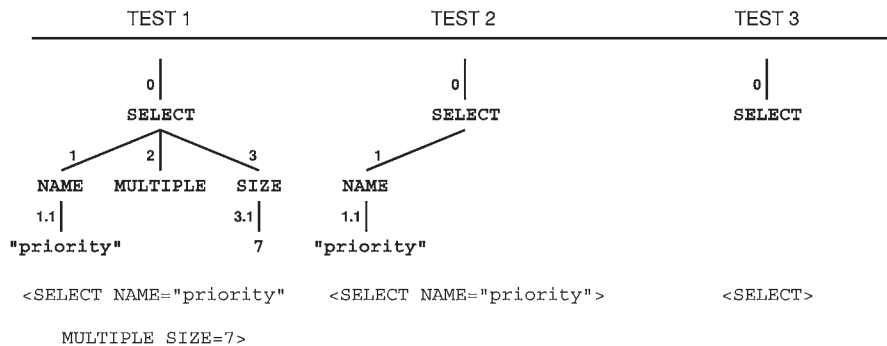 TEST 1 TEST 2 TEST 3
0 0 0
SELECT SELECT SELECT
1 2 3 1
NAME MULTIPLE SIZE NAME
1.1 3.1 1.1
"priority" 7 "priority"
<SELECT NAME="priority" <SELECT NAME="priority"> <SELECT>
MULTIPLE SIZE=7>